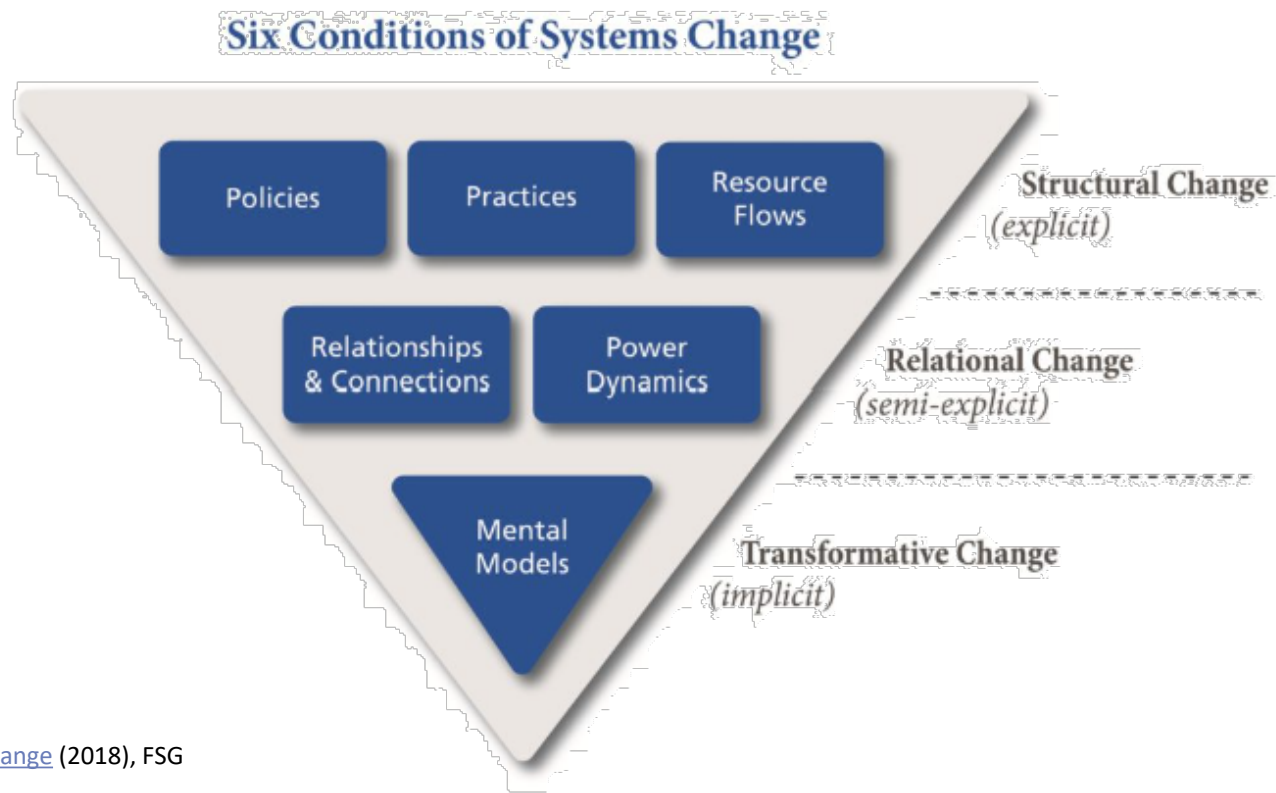 Six Conditions of Systems Change
Policies
Practices
Resource
Flows
Structural Change
(explicit)
Relationships
& Connections
Power
Dynamics
Relational Change
(semi-explicit)
Mental
Models
Transformative Change
(implicit)
ange (2018), FSG